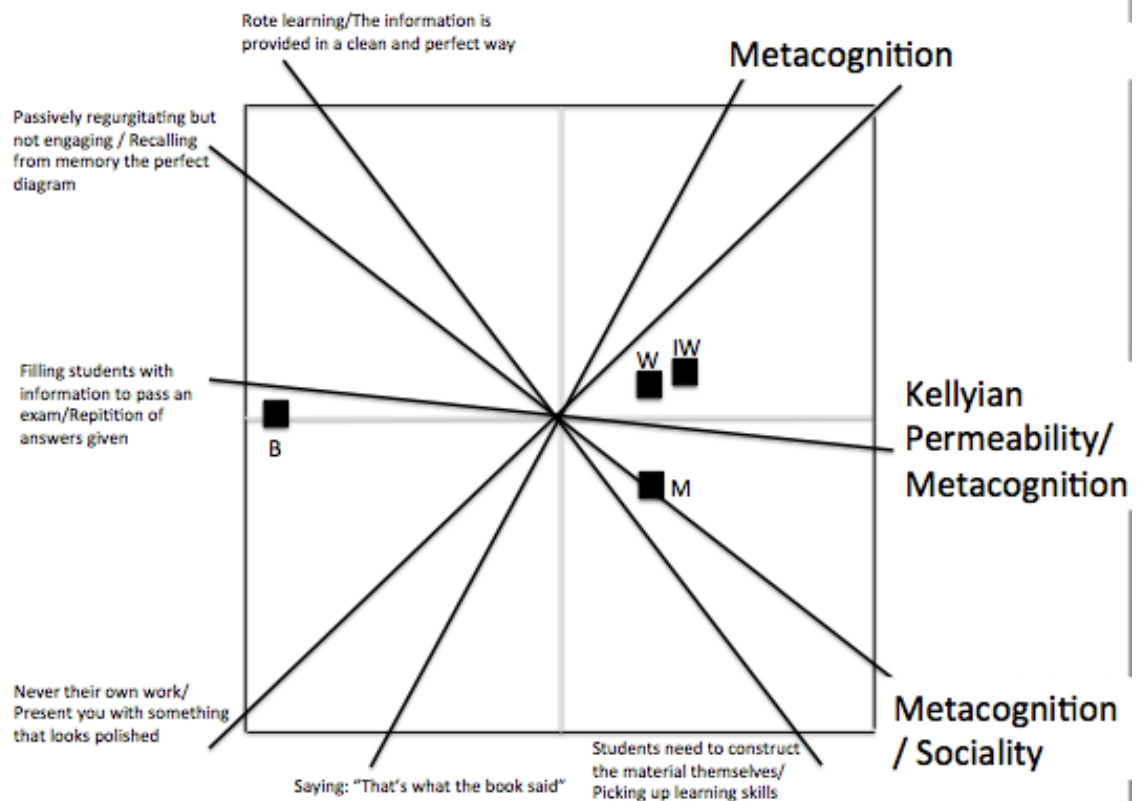 Rote learning/The information is
provided in a clean and perfect way
Metacognition
Passively regurgitating but
not engaging / Recalling
from memory the perfect
diagram
W
IW
Filling students with
information to pass an
exam/Repitition of
answers given
B
Kellyian
Permeability/
Metacognition
M
Never their own work/
Present you with something
that looks polished
Metacognition
/ Sociality
Saying: "That's what the book said"
Students need to construct
the material themselves/
Picking up learning skills